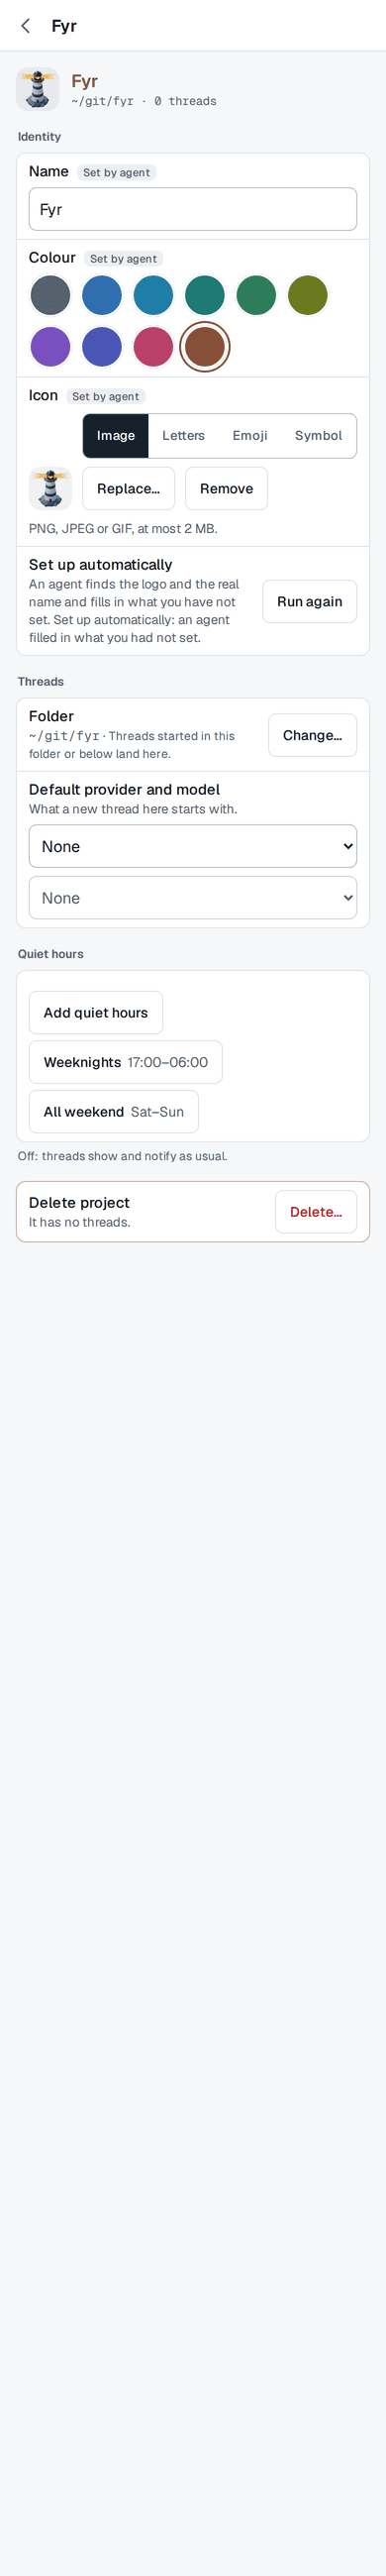 Fyr
Fyr
~/git/fyr · 0 threads
Identity
Name Set by agent
Fyr
Colour Set by agent
Icon Set by agent
Image Letters Emoji Symbol
Replace... Remove
PNG, JPEG or GIF, at most 2 MB.
Set up automatically
An agent finds the logo and the real
name and fills in what you have not
set. Set up automatically: an agent
filled in what you had not set.
Run again
Threads
Folder
~/git/fyr · Threads started in this
folder or below land here.
Change...
Default provider and model
What a new thread here starts with.
None
None
Quiet hours
Add quiet hours
Weeknights 17:00–06:00
All weekend Sat–Sun
Off: threads show and notify as usual.
Delete project
It has no threads.
Delete...